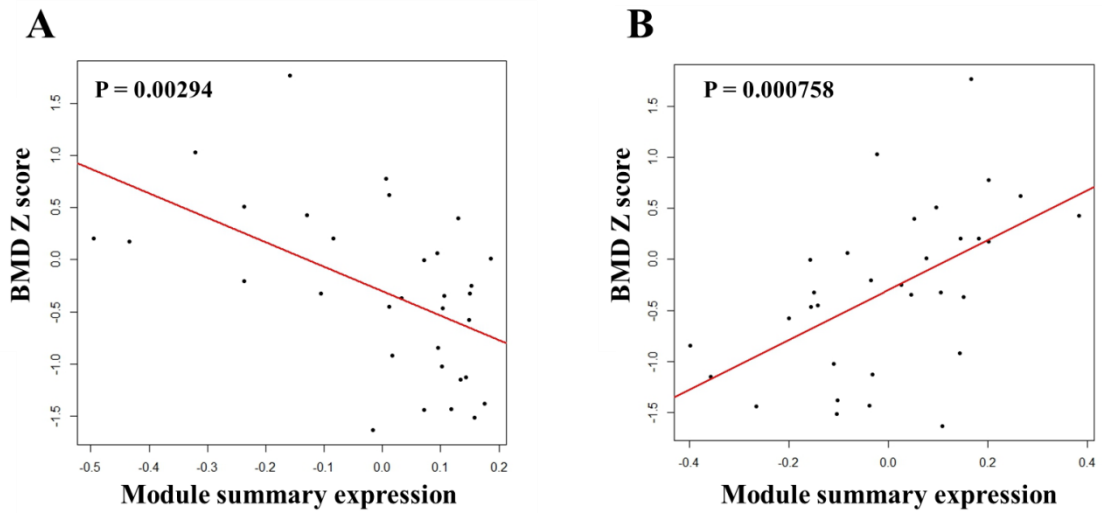 A
P = 0.00294
BMD Z score
1.5
1.0
0.5
0.0
-0.5
-1.0
-1.5
-0.5 -0.4 -0.3 -0.2 -0.1 0.0 0.1 0.2
Module summary expression
B
P = 0.000758
BMD Z score
1.5
1.0
0.5
0.0
-0.5
-1.0
-1.5
-0.4 -0.2 0.0 0.2 0.4
Module summary expression